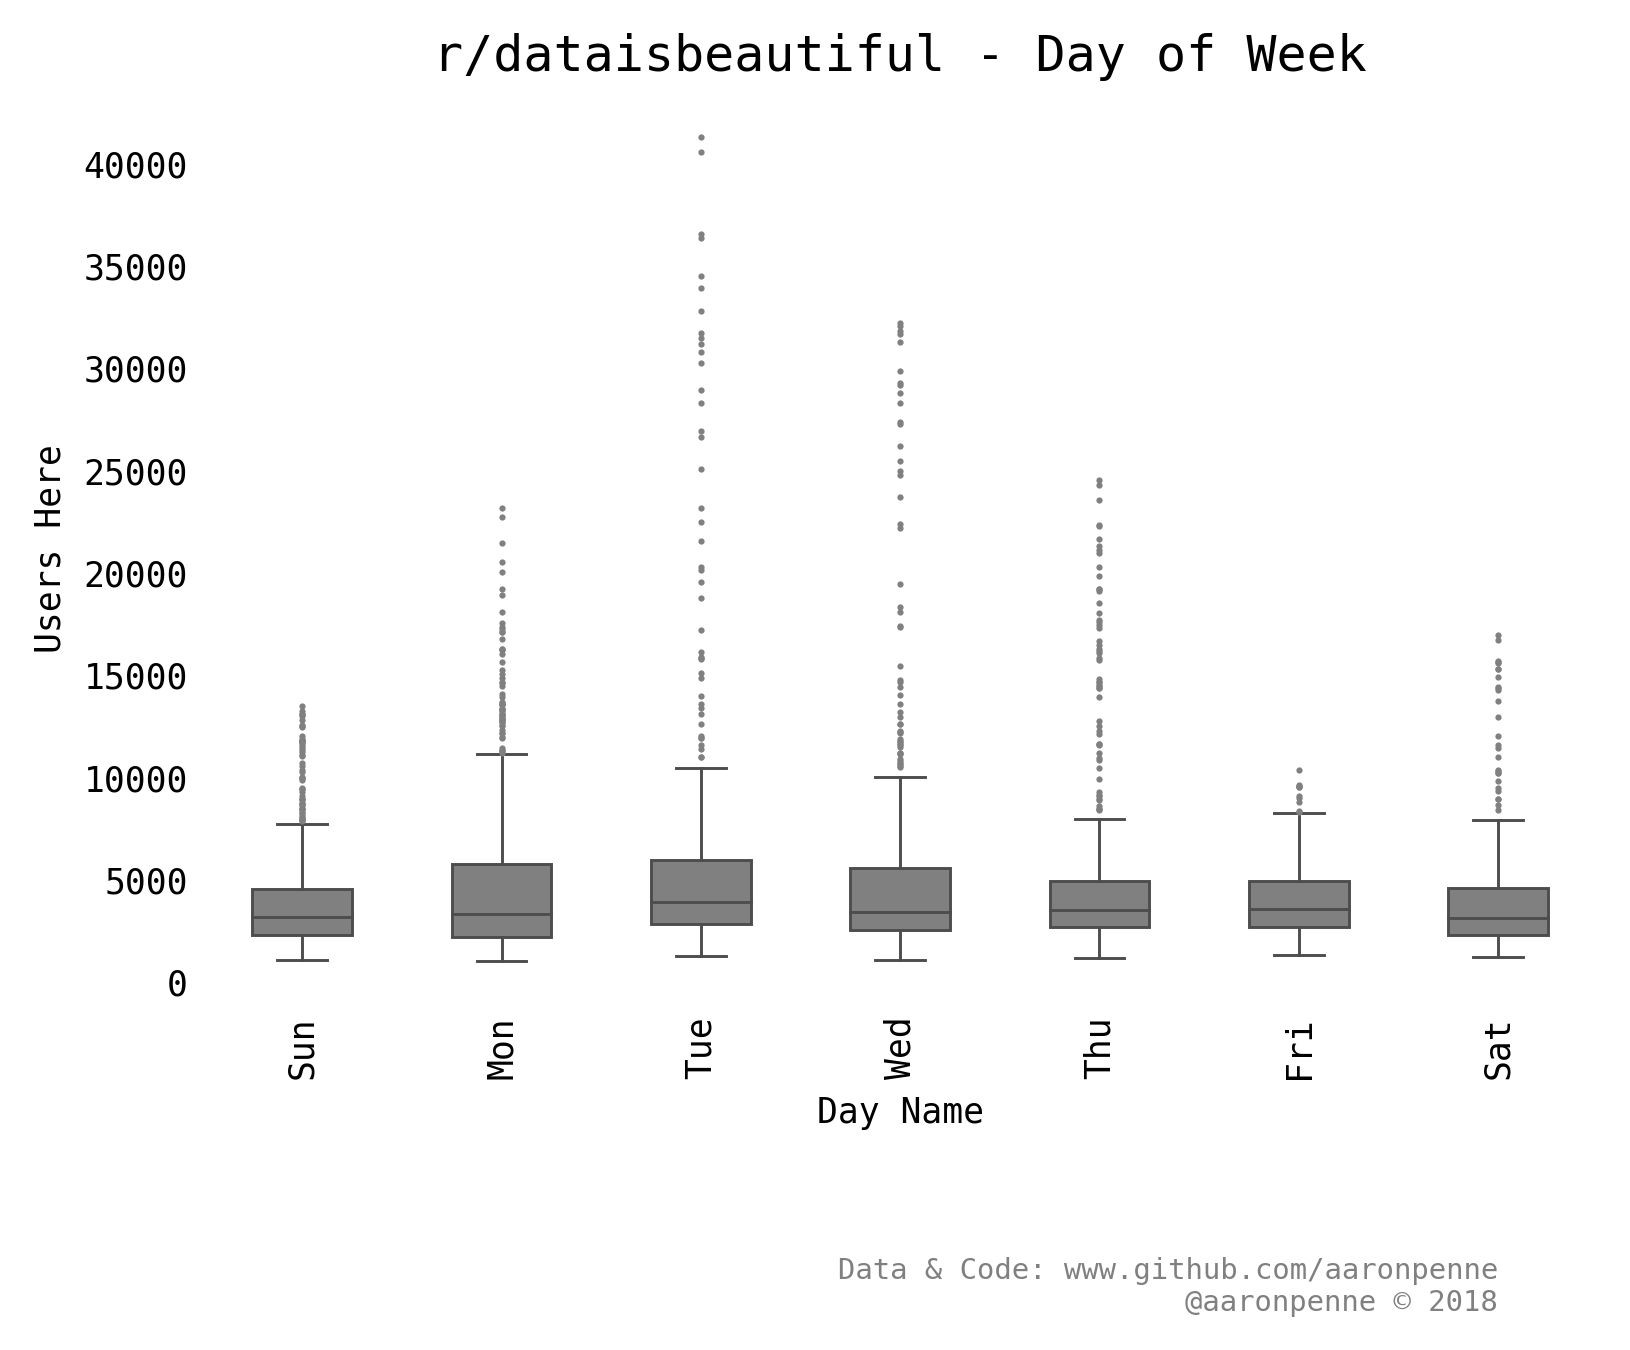 r/dataisbeautiful - Day of Week
40000
35000
30000
25000
20000
15000
10000
5000
0
Users Here
Sun
Mon
Tue
Wed
Thu
Fri
Sat
Day Name
Data & Code: www.github.com/aaronpenne
@aaronpenne © 2018